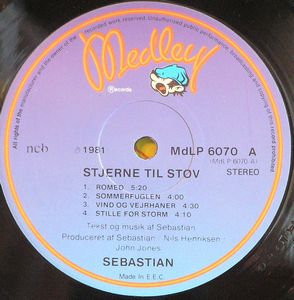 All rights of the manufacturer and of the owner of the recorded work reserved. Unauthorised public performance, broadcasting and copying of this record prohibited
Medley
Records
ncb
℗ 1981
MdLP 6070 A
(MdLP 6070 A)
STJERNE TIL STØV
STEREO
1. ROMEO 5:20
2. SOMMERFUGLEN 4:00
3. VIND OG VEJRHANER 4:30
4. STILLE FØR STORM 4:10
Tekst og musik af Sebastian
Produceret af Sebastian - Nils Henriksen -
John Jones
SEBASTIAN
Made In E.E.C.